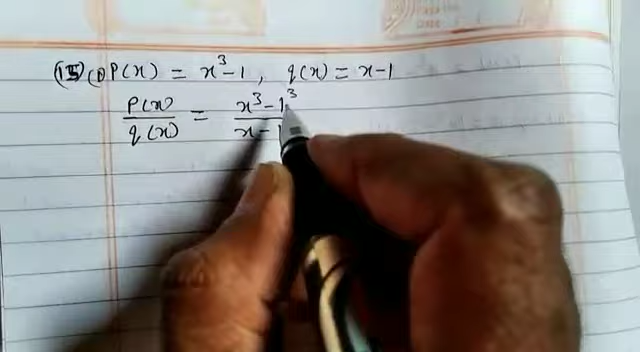 (15) (i) P(x) = x³-1, q(x) = x-1
P(x)/q(x) = x³-1³/x-1